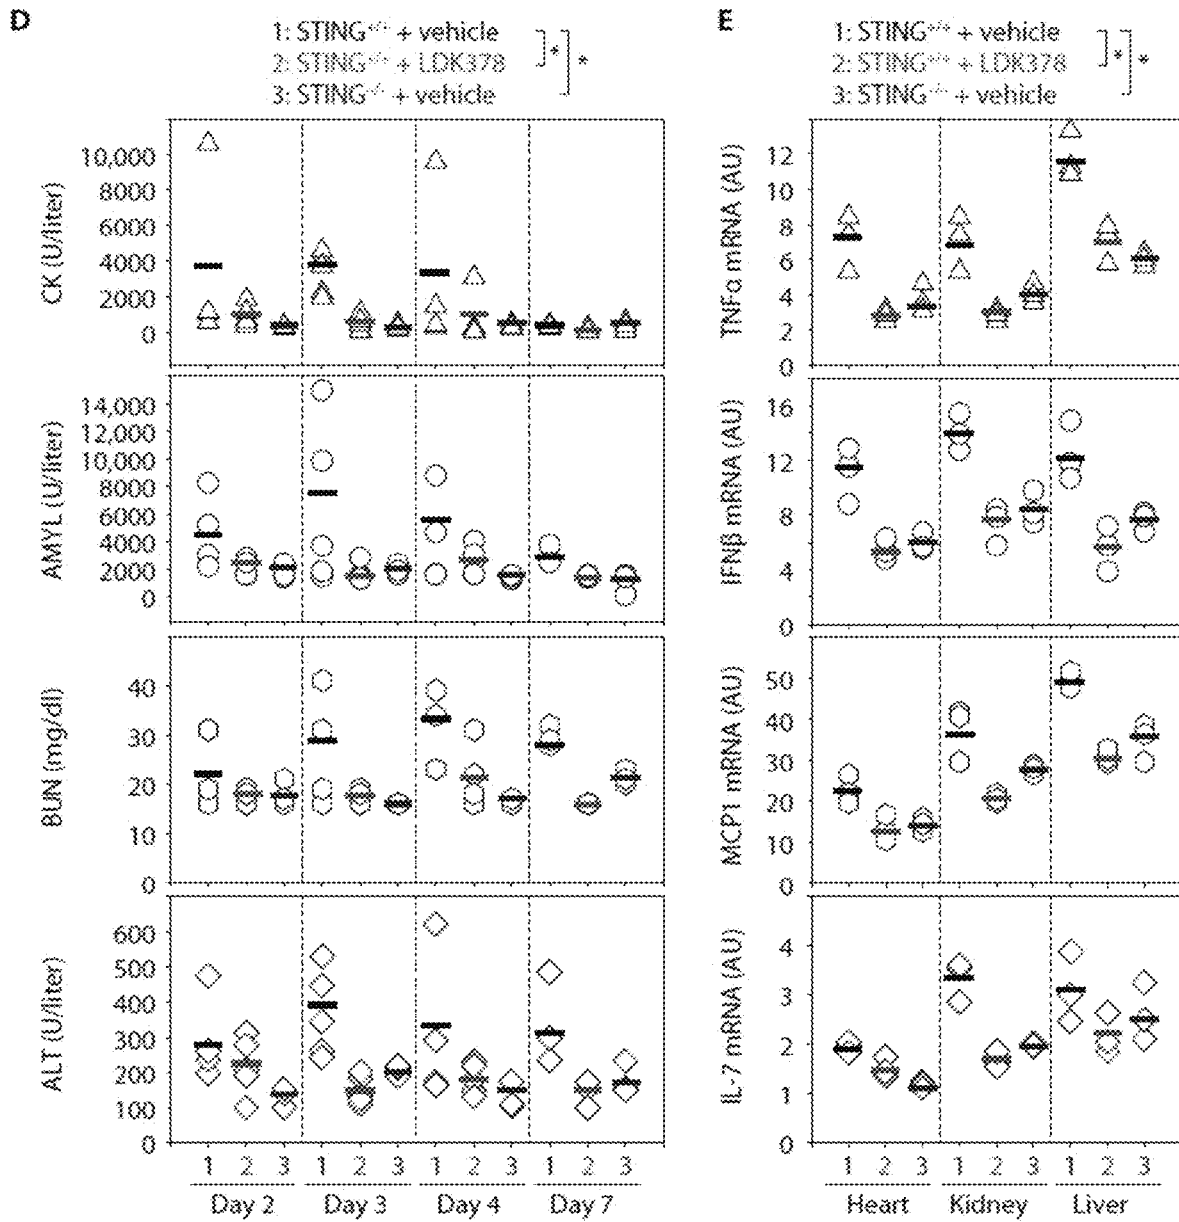 D
1: STING+/+ + vehicle
2: STING+/+ + LDK378
3: STING-/- + vehicle
*
*
CK (U/liter)
10,000
8000
6000
4000
2000
0
AMYL (U/liter)
14,000
12,000
10,000
8000
6000
4000
2000
0
BUN (mg/dl)
40
30
20
10
0
ALT (U/liter)
600
500
400
300
200
100
0
1 2 3 1 2 3 1 2 3 1 2 3
Day 2 Day 3 Day 4 Day 7
E
1: STING+/+ + vehicle
2: STING+/+ + LDK378
3: STING-/- + vehicle
*
*
TNFα mRNA (AU)
12
10
8
6
4
2
0
IFNβ mRNA (AU)
16
12
8
4
0
MCP1 mRNA (AU)
50
40
30
20
10
0
IL-7 mRNA (AU)
4
3
2
1
0
1 2 3 1 2 3 1 2 3
Heart Kidney Liver